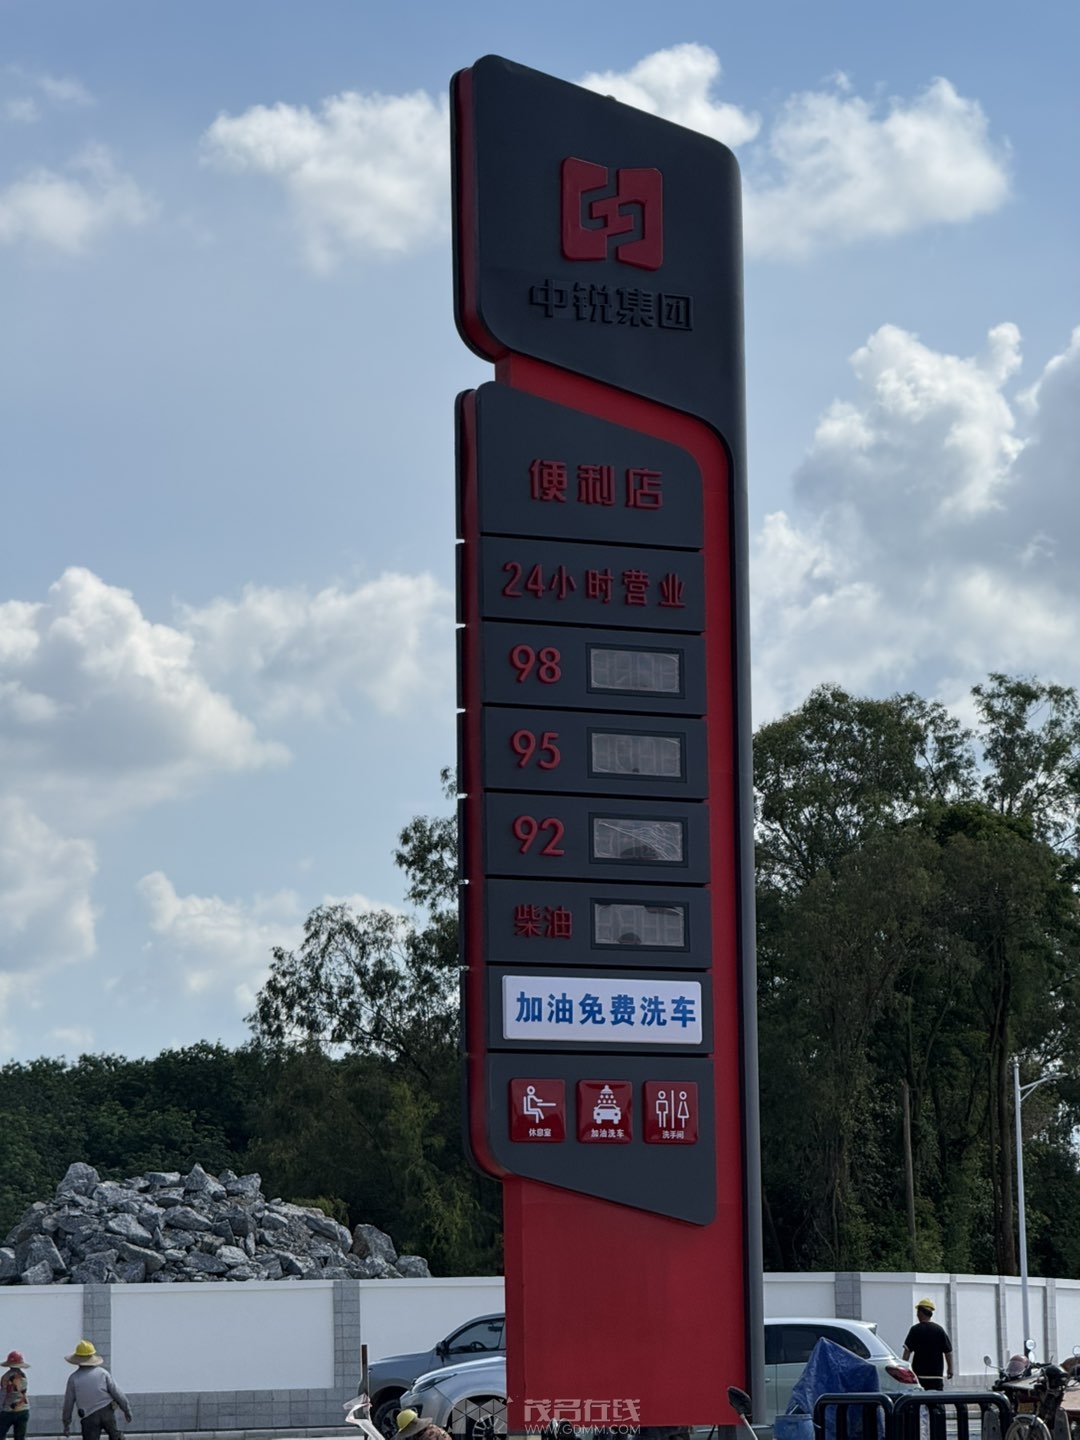 中锐集团
便利店
24小时营业
98
95
92
柴油
加油免费洗车
休息室
加油洗车
洗手间
茂名在线
WWW.GDMM.COM